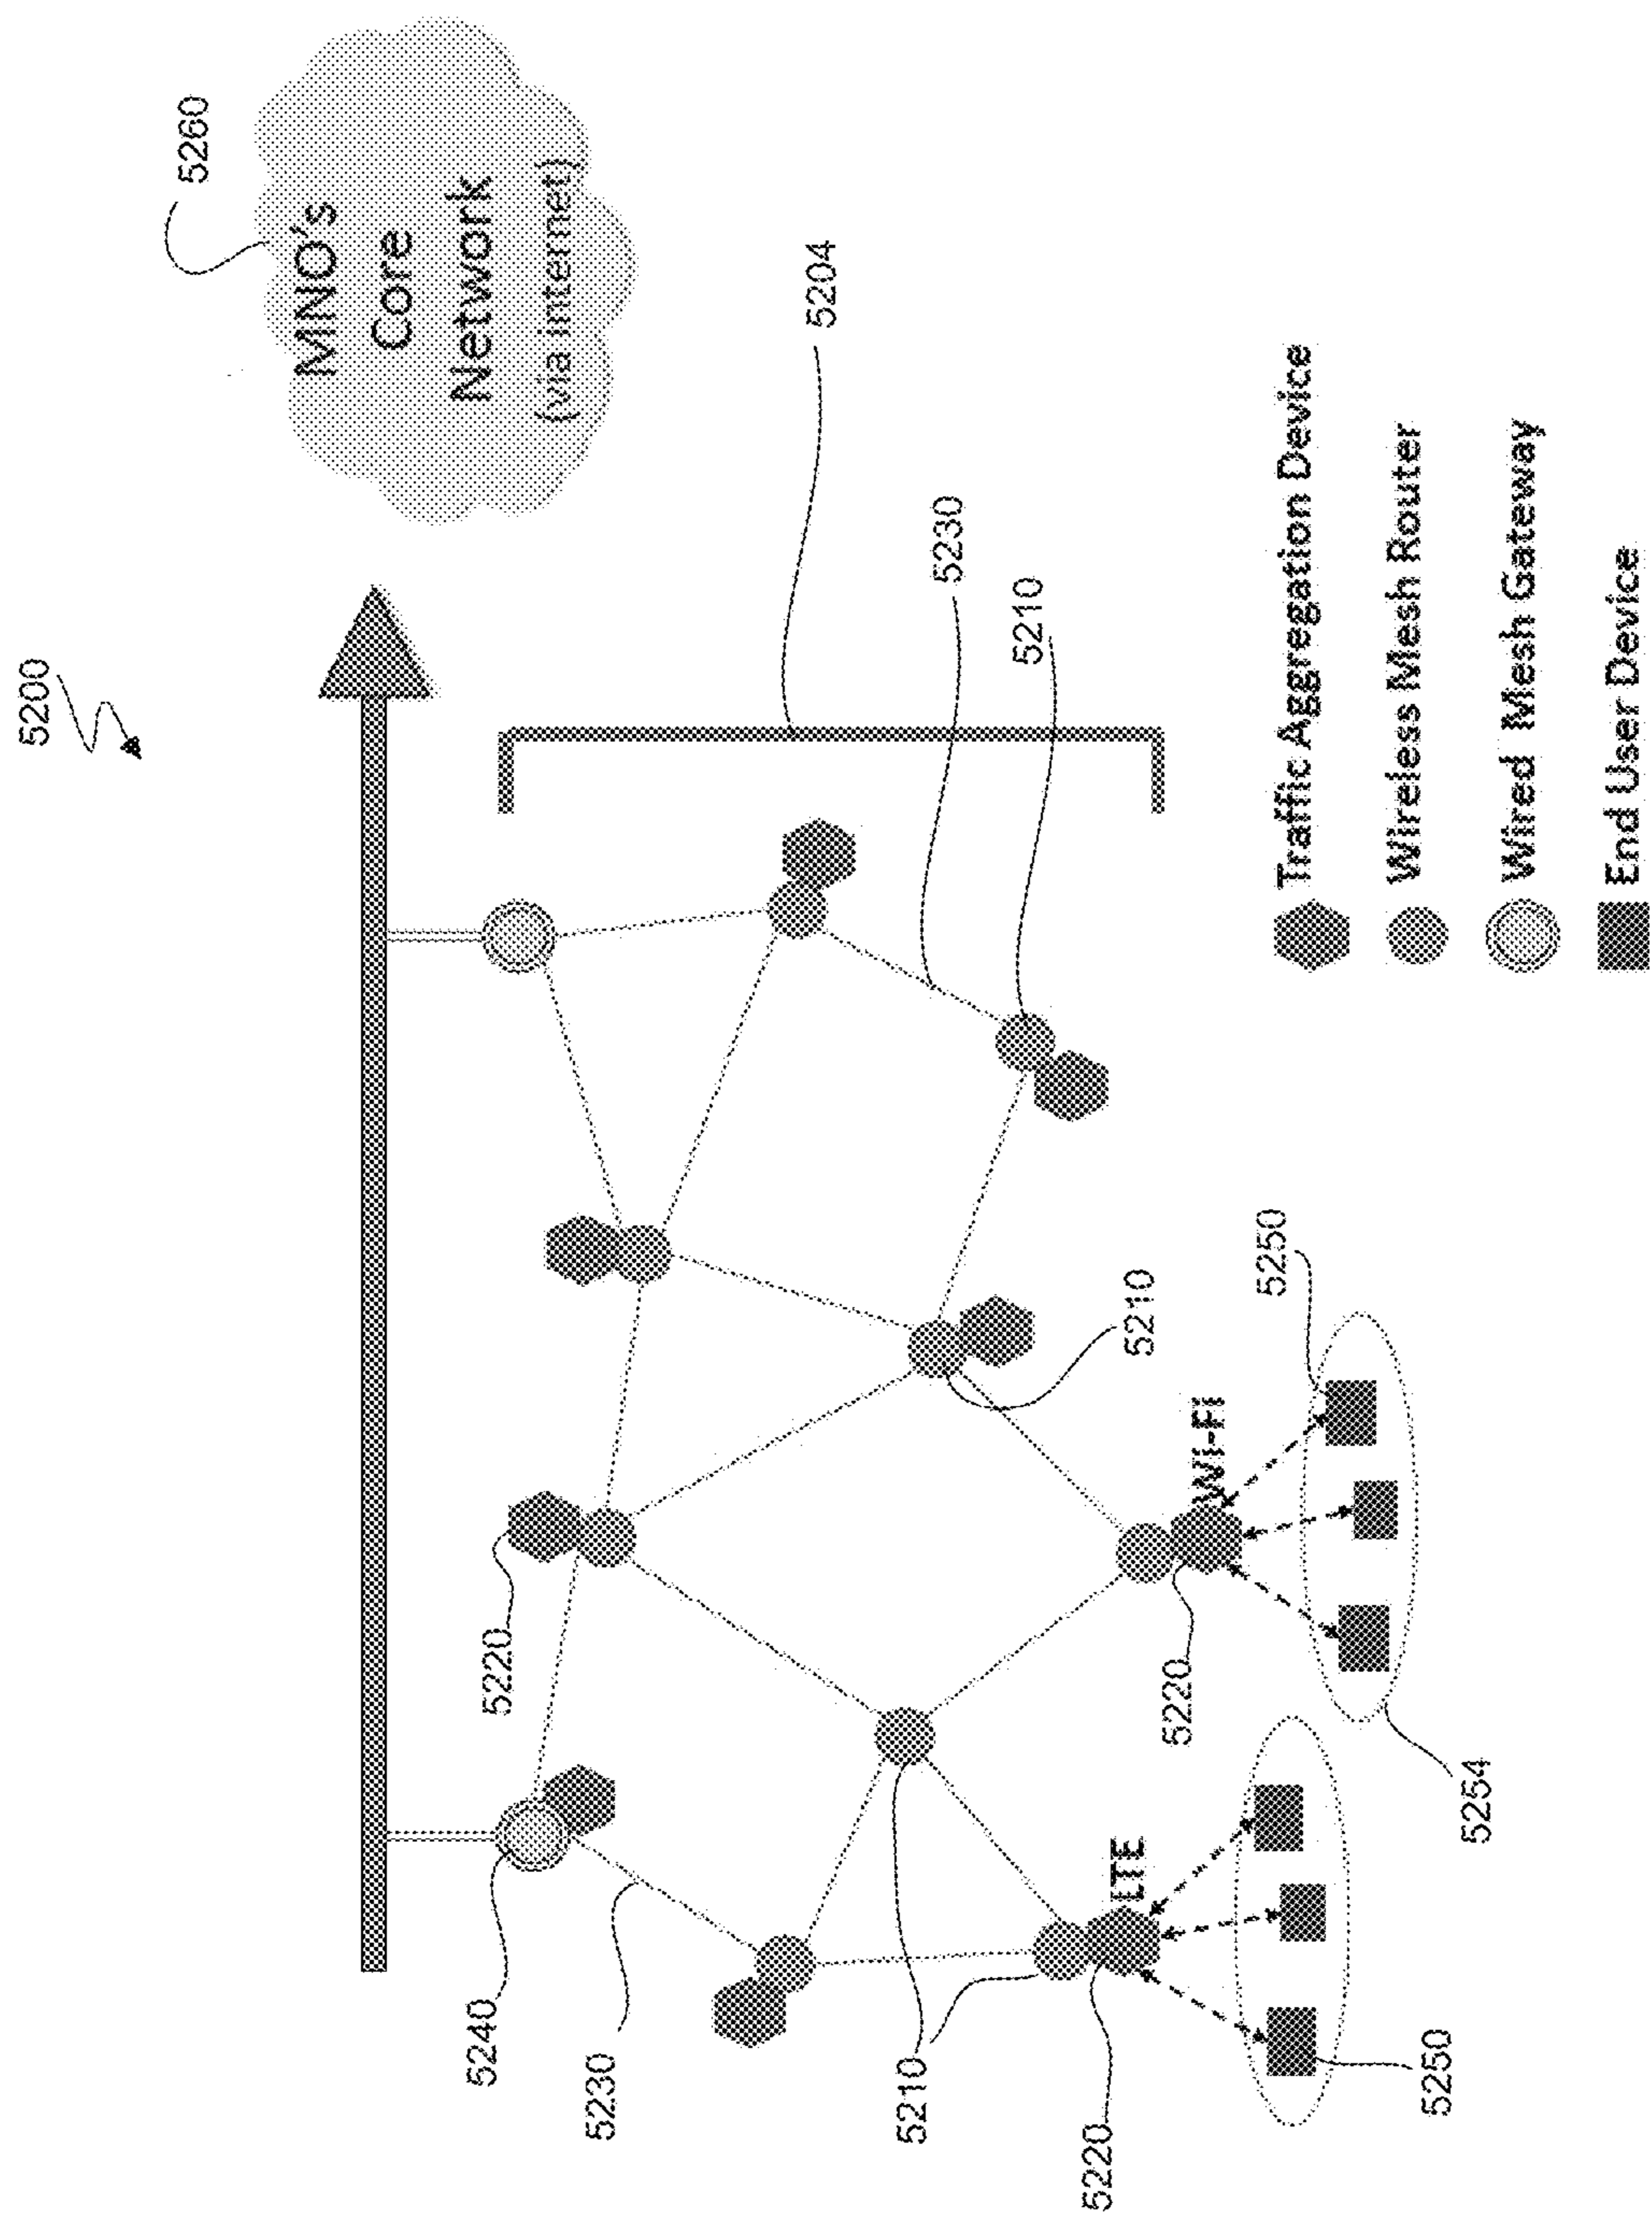 5200
5260
MNO's
Core
Network
(via internet)
5204
5230
5210
5240
5220
5230
5210
5210
5220
LTE
5220
Wi-Fi
5250
5250
5254
Traffic Aggregation Device
Wireless Mesh Router
Wired Mesh Gateway
End User Device